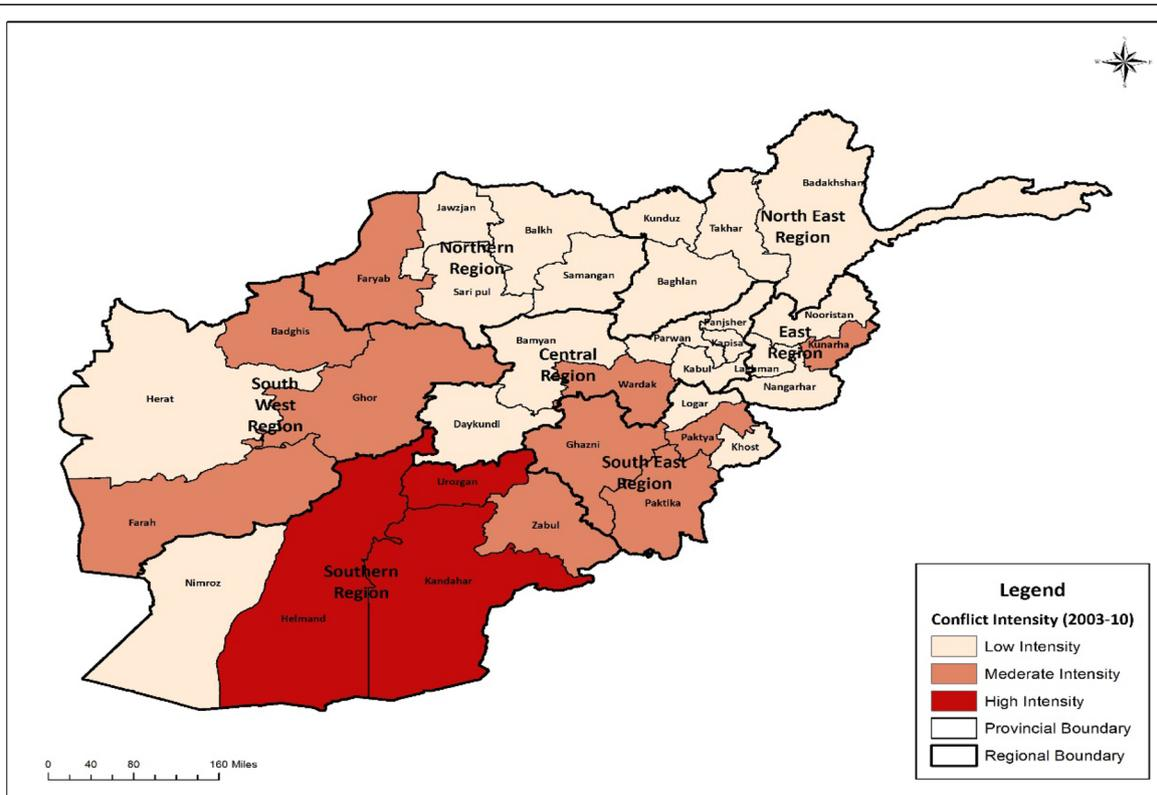 Badakhshan
Jawzjan
Kunduz
Takhar
North East
Region
Balkh
Northern
Region
Samangan
Faryab
Sari pul
Baghlan
Nooristan
Panjsher
Badghis
East
Region
Parwan
Kapisa
Kunarha
Bamyan
Central
Region
Kabul
Laghman
Wardak
Nangarhar
South
West
Region
Herat
Ghor
Logar
Daykundi
Paktya
Khost
Ghazni
South East
Region
Urozgan
Paktika
Farah
Zabul
Southern
Region
Nimroz
Kandahar
Helmand
Legend
Conflict Intensity (2003-10)
Low Intensity
Mederate Intensity
High Intensity
Provincial Boundary
Regional Boundary
0 40 80 160 Miles